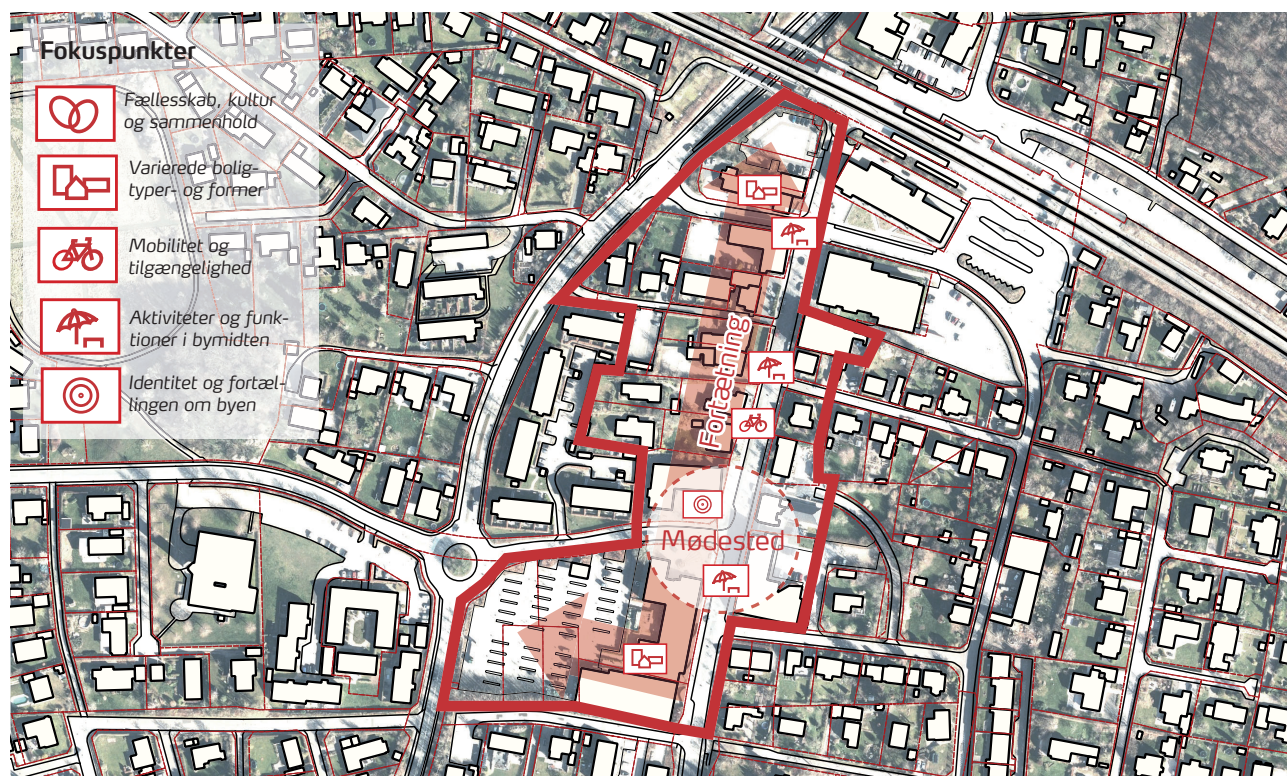 Fokuspunkter
Fællesskab, kultur
og sammenhold
Varierede bolig-
typer- og former
Mobilitet og
tilgængelighed
Aktiviteter og funk-
tioner i bymidten
Identitet og fortæl-
lingen om byen
Fortætning
Mødested